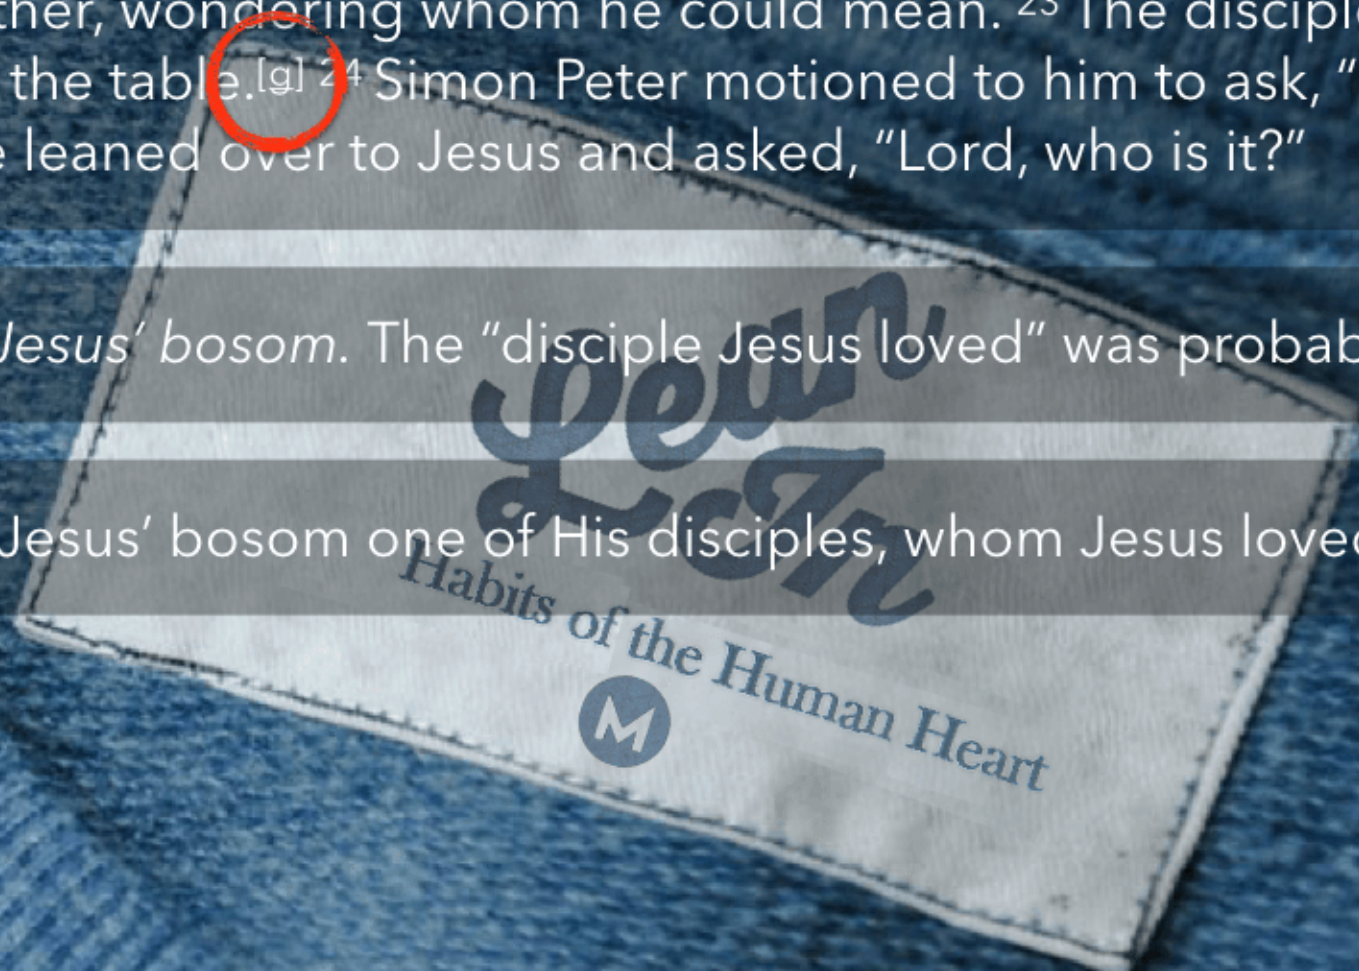 ther, wondering whom he could mean. 23 The disciple
the table.[g] 24 Simon Peter motioned to him to ask, “
e leaned over to Jesus and asked, “Lord, who is it?”
Jesus’ bosom. The “disciple Jesus loved” was probab
Jesus’ bosom one of His disciples, whom Jesus loved
Lean
In
Habits of the Human Heart
M